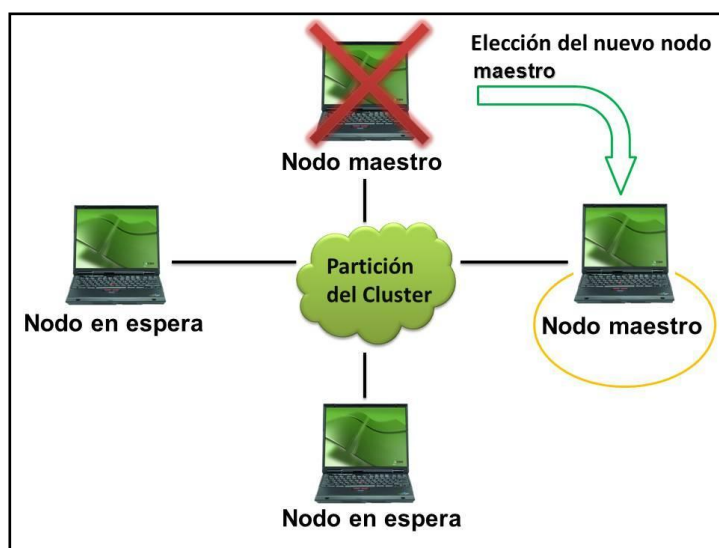 Elección del nuevo nodo
maestro
Nodo maestro
Partición
del Cluster
Nodo en espera
Nodo maestro
Nodo en espera